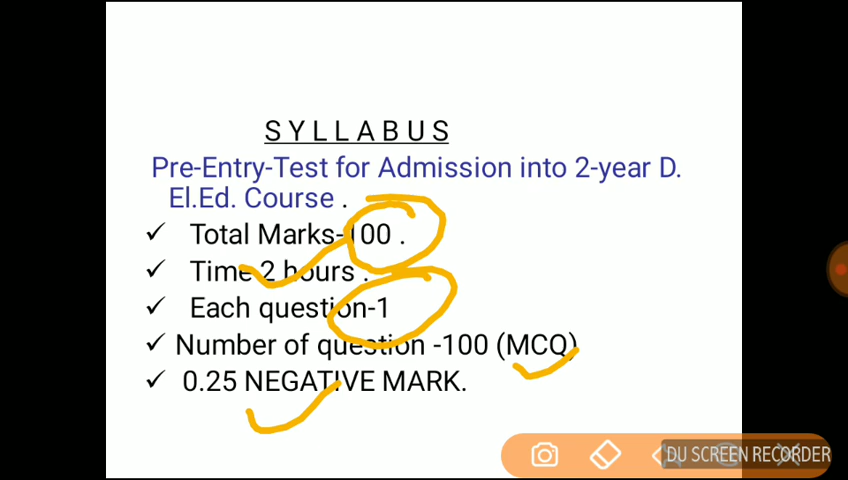 SYLLABUS
Pre-Entry-Test for Admission into 2-year D.
El.Ed. Course .
✓ Total Marks-100 .
✓ Time 2 hours .
✓ Each question-1
✓ Number of question -100 (MCQ)
✓ 0.25 NEGATIVE MARK.
DU SCREEN RECORDER